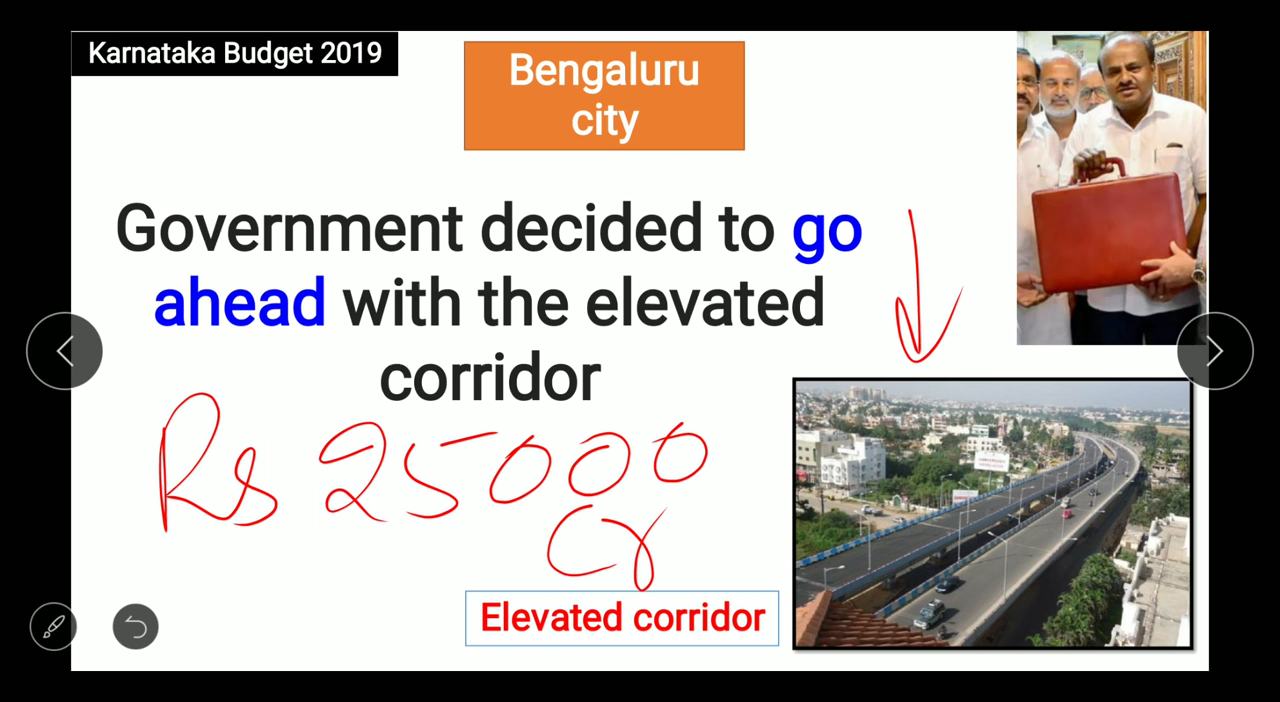 Karnataka Budget 2019
Bengaluru
city
Government decided to go
ahead with the elevated
corridor
Rs 25000
Cr
Elevated corridor